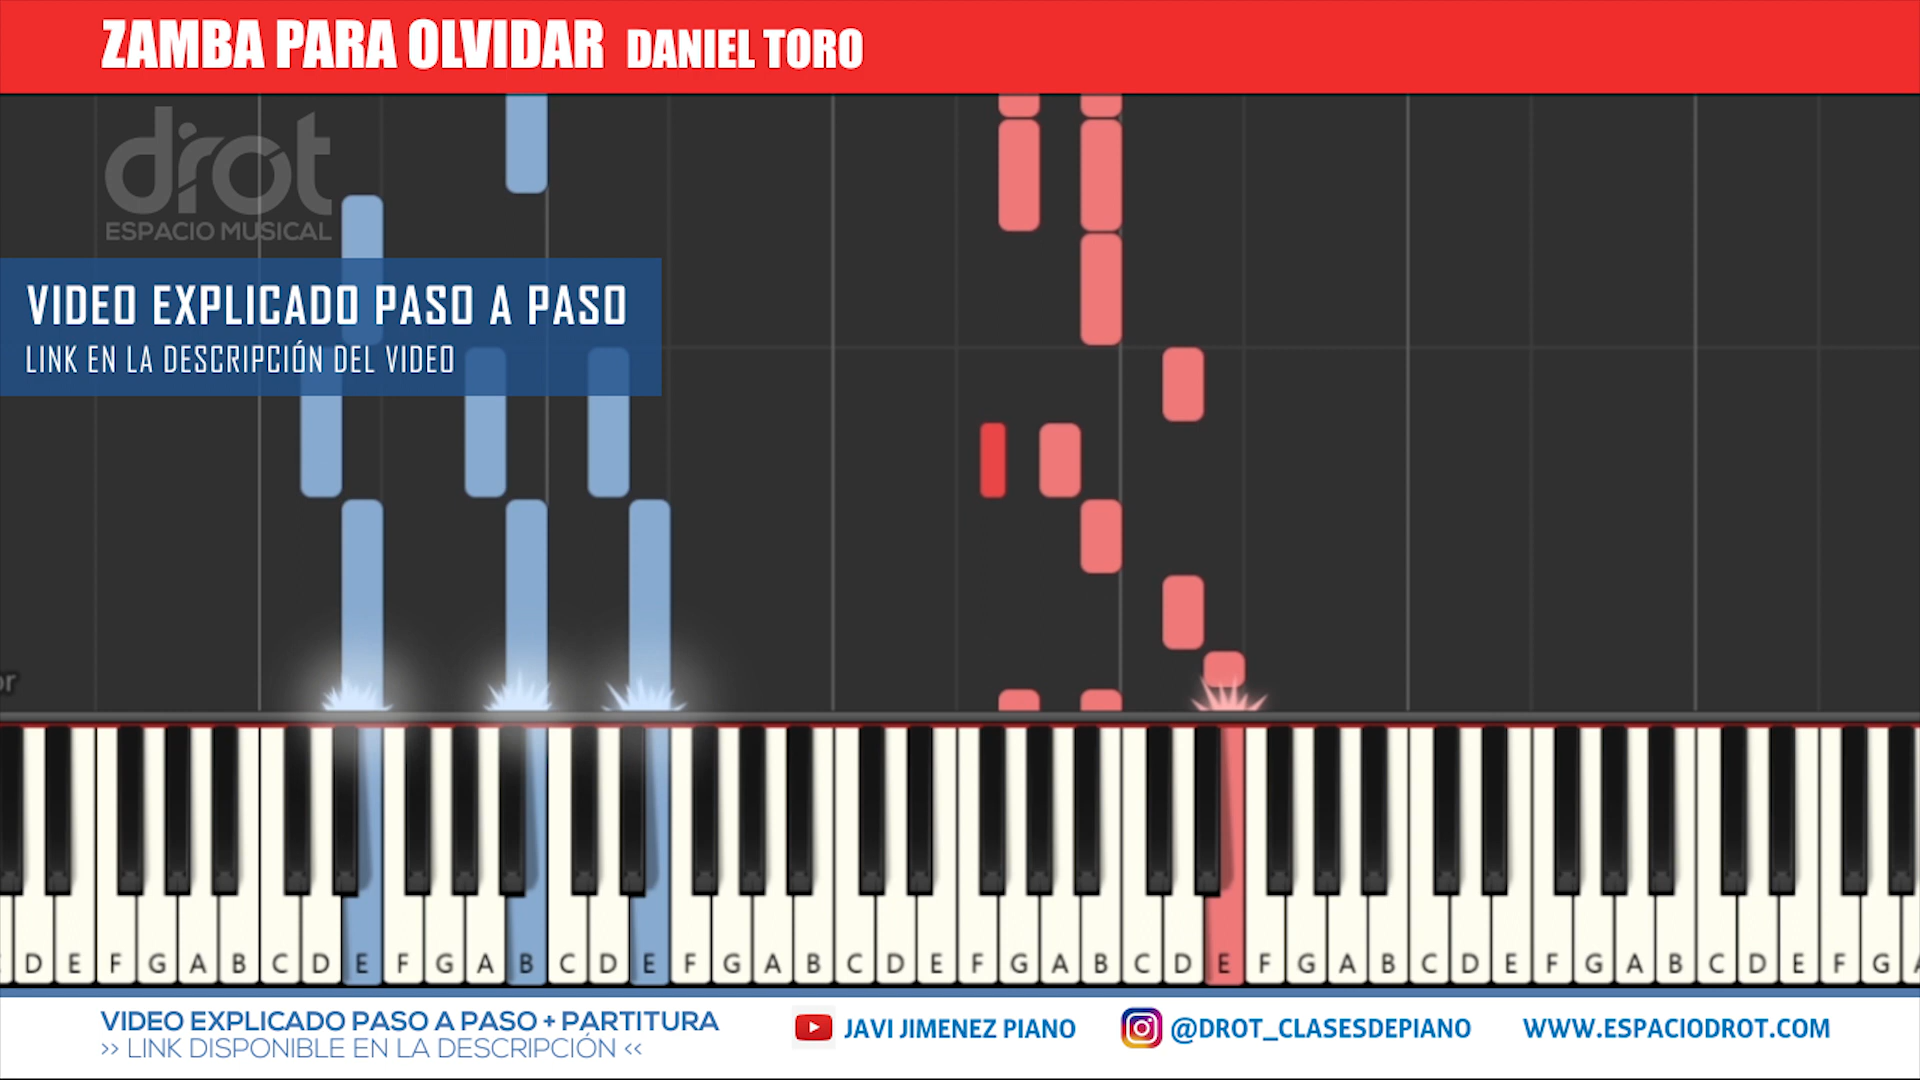 ZAMBA PARA OLVIDAR DANIEL TORO
drot
ESPACIO MUSICAL
VIDEO EXPLICADO PASO A PASO
LINK EN LA DESCRIPCIÓN DEL VIDEO
or
D E F G A B C D E F G A B C D E F G A B C D E F G A B C D E F G A B C D E F G A B C D E F G
VIDEO EXPLICADO PASO A PASO + PARTITURA
>> LINK DISPONIBLE EN LA DESCRIPCIÓN <<
JAVI JIMENEZ PIANO
@DROT_CLASESDEPIANO
WWW.ESPACIODROT.COM